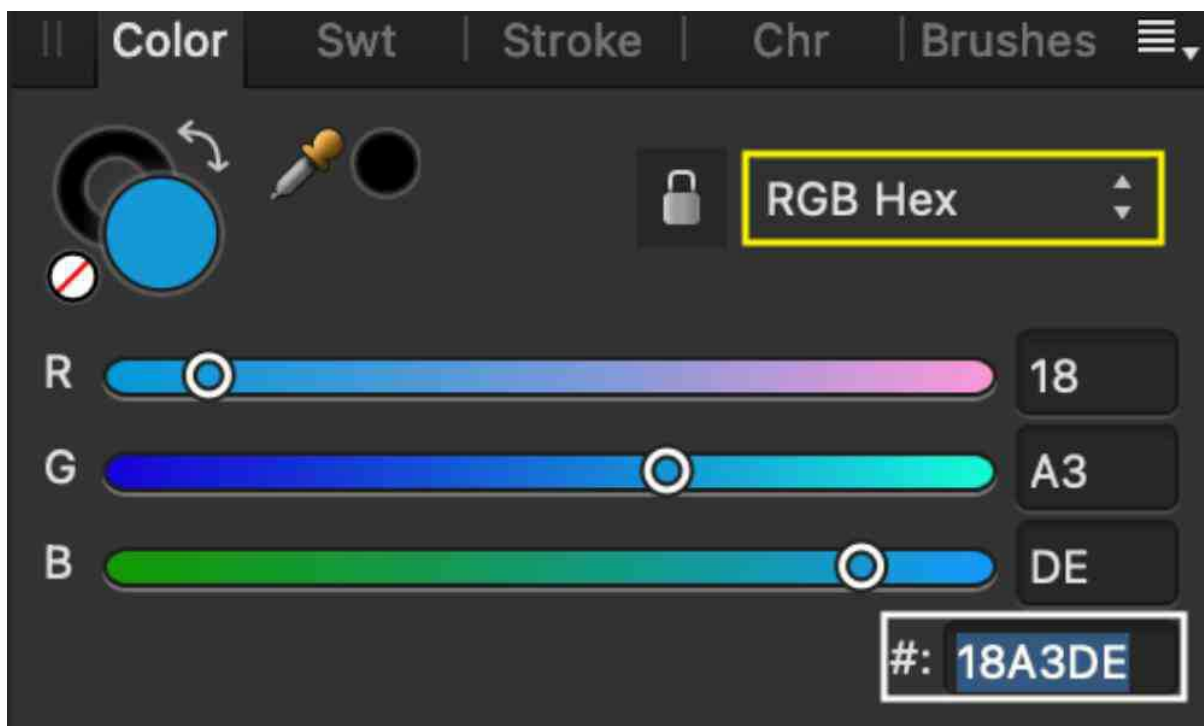 Color Swt | Stroke | Chr | Brushes
RGB Hex
R 18
G A3
B DE
#: 18A3DE